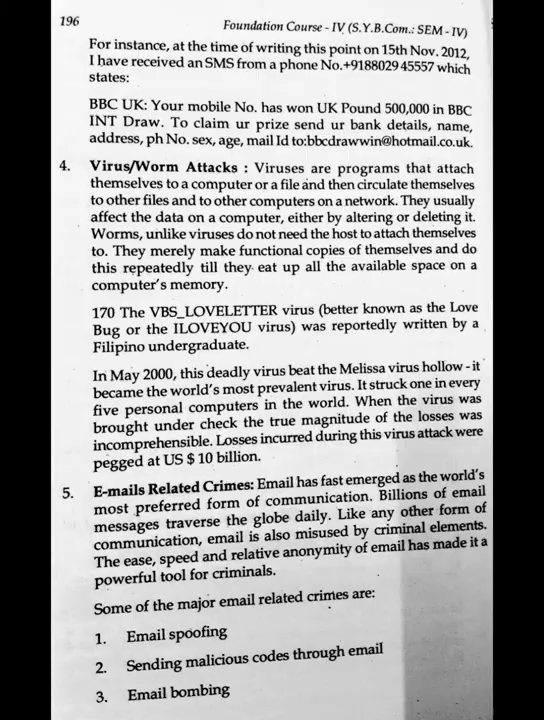 196
Foundation Course - IV (S.Y.B.Com.: SEM - IV)
For instance, at the time of writing this point on 15th Nov. 2012,
I have received an SMS from a phone No.+918802945557 which
states:
BBC UK: Your mobile No. has won UK Pound 500,000 in BBC
INT Draw. To claim ur prize send ur bank details, name,
address, ph No. sex, age, mail Id to:bbcdrawwin@hotmail.co.uk.
4. Virus/Worm Attacks : Viruses are programs that attach
themselves to a computer or a file and then circulate themselves
to other files and to other computers on a network. They usually
affect the data on a computer, either by altering or deleting it.
Worms, unlike viruses do not need the host to attach themselves
to. They merely make functional copies of themselves and do
this repeatedly till they eat up all the available space on a
computer's memory.
170 The VBS_LOVELETTER virus (better known as the Love
Bug or the ILOVEYOU virus) was reportedly written by a
Filipino undergraduate.
In May 2000, this deadly virus beat the Melissa virus hollow - it
became the world's most prevalent virus. It struck one in every
five personal computers in the world. When the virus was
brought under check the true magnitude of the losses was
incomprehensible. Losses incurred during this virus attack were
pegged at US $ 10 billion.
5. E-mails Related Crimes: Email has fast emerged as the world's
most preferred form of communication. Billions of email
messages traverse the globe daily. Like any other form of
communication, email is also misused by criminal elements.
The ease, speed and relative anonymity of email has made it a
powerful tool for criminals.
Some of the major email related crimes are:
1. Email spoofing
2. Sending malicious codes through email
3. Email bombing